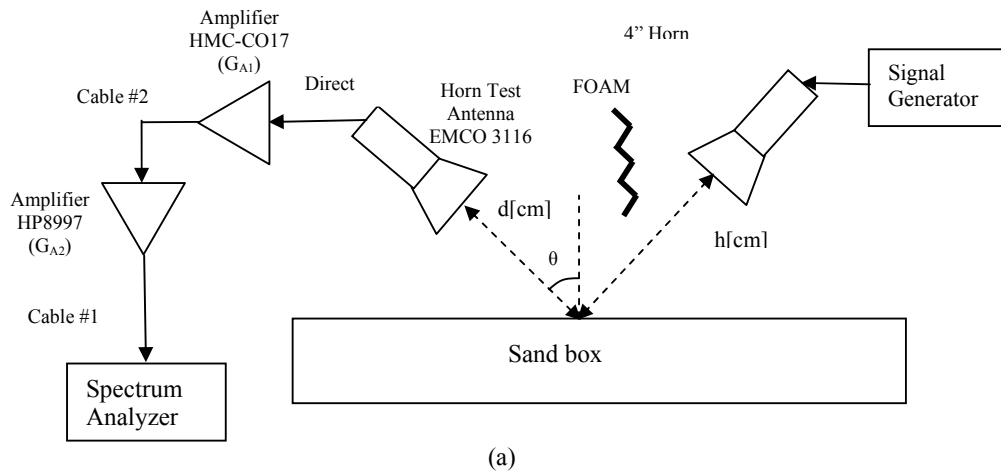 Amplifier
HMC-CO17
(GA1)
4” Horn
Signal
Generator
Cable #2
Direct
Horn Test
Antenna
EMCO 3116
FOAM
Amplifier
HP8997
(GA2)
d[cm]
h[cm]
θ
Cable #1
Sand box
Spectrum
Analyzer
(a)